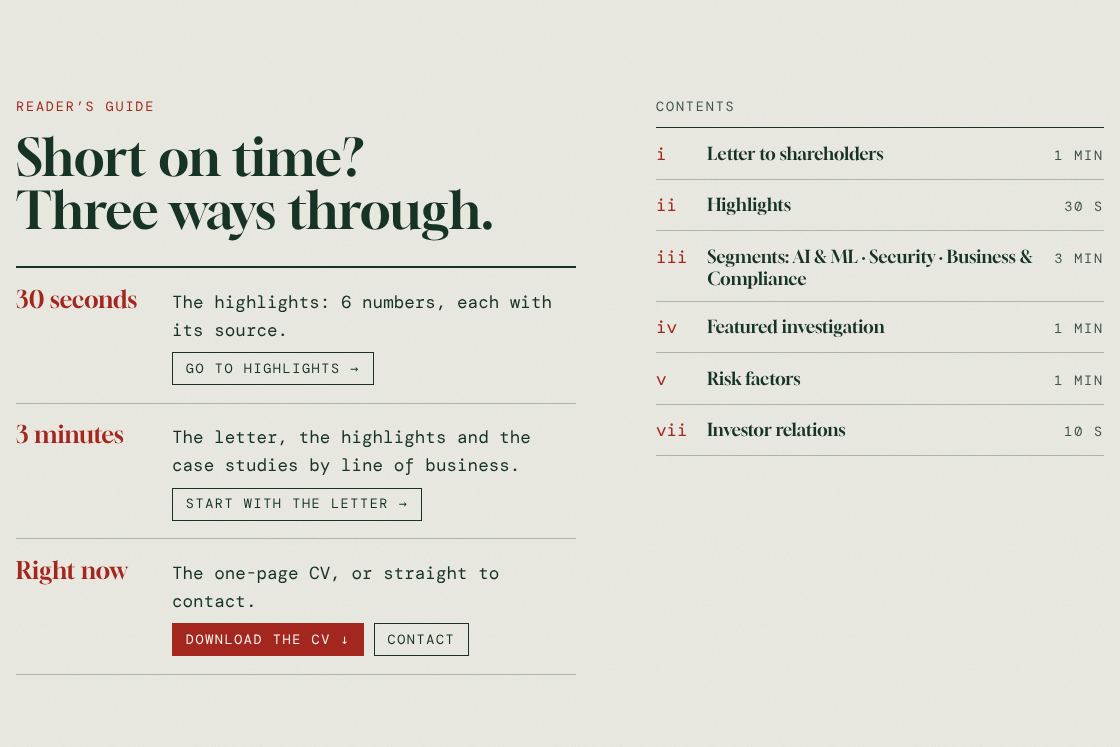 READER’S GUIDE
Short on time?
Three ways through.
30 seconds
The highlights: 6 numbers, each with
its source.
GO TO HIGHLIGHTS →
3 minutes
The letter, the highlights and the
case studies by line of business.
START WITH THE LETTER →
Right now
The one-page CV, or straight to
contact.
DOWNLOAD THE CV ↓
CONTACT
CONTENTS
i Letter to shareholders 1 MIN
ii Highlights 30 S
iii Segments: AI & ML · Security · Business & 3 MIN
Compliance
iv Featured investigation 1 MIN
v Risk factors 1 MIN
vii Investor relations 10 S